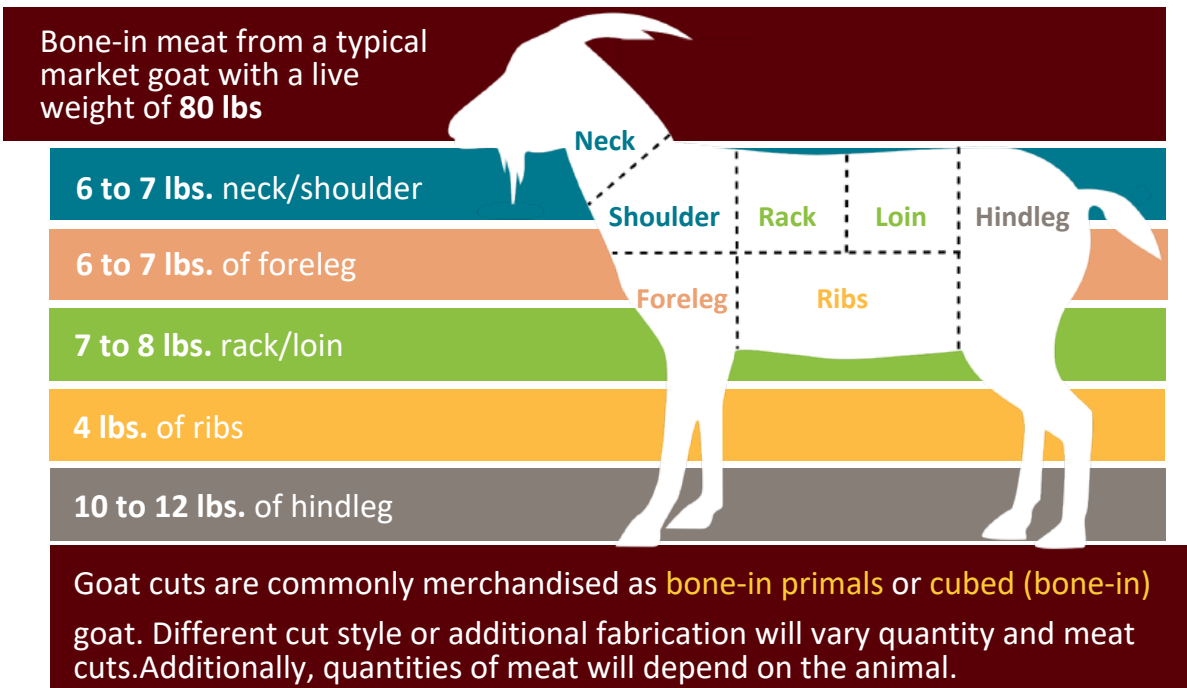 Bone-in meat from a typical
market goat with a live
weight of 80 lbs
Neck
6 to 7 lbs. neck/shoulder
Shoulder
Rack
Loin
Hindleg
6 to 7 lbs. of foreleg
Foreleg
Ribs
7 to 8 lbs. rack/loin
4 lbs. of ribs
10 to 12 lbs. of hindleg
Goat cuts are commonly merchandised as bone-in primals or cubed (bone-in)
goat. Different cut style or additional fabrication will vary quantity and meat
cuts.Additionally, quantities of meat will depend on the animal.